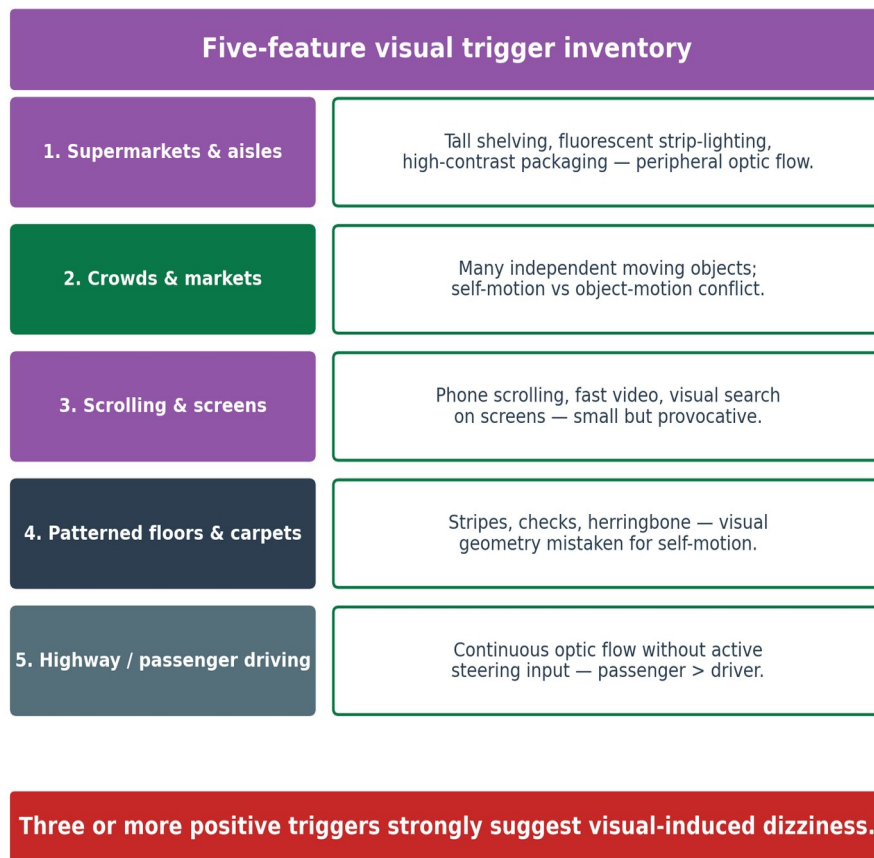 Five-feature visual trigger inventory
1. Supermarkets & aisles
Tall shelving, fluorescent strip-lighting,
high-contrast packaging — peripheral optic flow.
2. Crowds & markets
Many independent moving objects;
self-motion vs object-motion conflict.
3. Scrolling & screens
Phone scrolling, fast video, visual search
on screens — small but provocative.
4. Patterned floors & carpets
Stripes, checks, herringbone — visual
geometry mistaken for self-motion.
5. Highway / passenger driving
Continuous optic flow without active
steering input — passenger > driver.
Three or more positive triggers strongly suggest visual-induced dizziness.